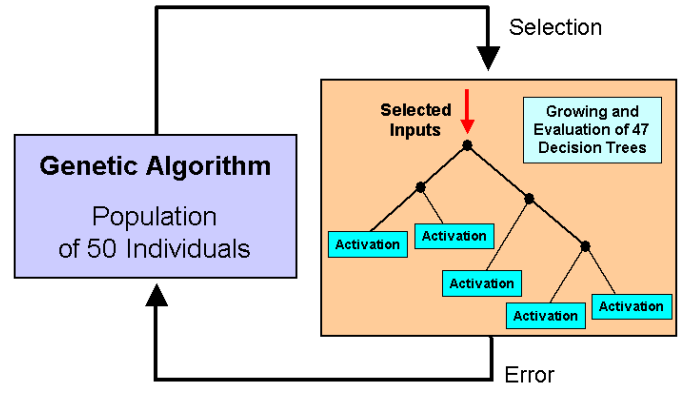 Selection
Genetic Algorithm
Population
of 50 Individuals
Selected
Inputs
Growing and
Evaluation of 47
Decision Trees
Activation
Activation
Activation
Activation
Activation
Error